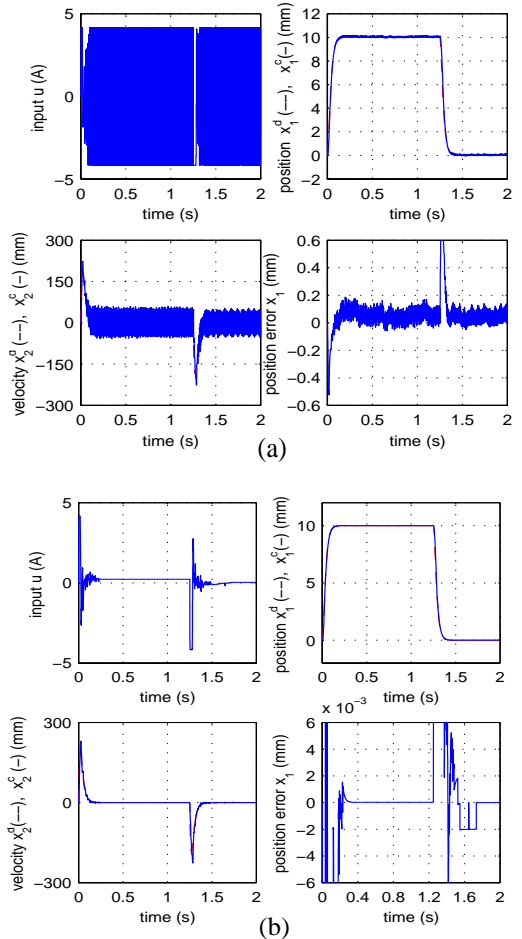 5
0
−5
input u (A)
0 0.5 1 1.5 2
time (s)
12
10
8
6
4
2
0
−2
position x₁ᵈ (−−), x₁ᶜ(−) (mm)
0 0.5 1 1.5 2
time (s)
300
150
0
−150
−300
velocity x₂ᵈ (−−), x₂ᶜ (−) (mm)
0 0.5 1 1.5 2
time (s)
0.6
0.4
0.2
0
−0.2
−0.4
−0.6
position error x₁ (mm)
0 0.5 1 1.5 2
time (s)
(a)
5
0
−5
input u (A)
0 0.5 1 1.5 2
time (s)
10
5
0
position x₁ᵈ (−−), x₁ᶜ(−) (mm)
0 0.5 1 1.5 2
time (s)
300
0
−300
velocity x₂ᵈ(−−), x₂ᶜ (−) (mm)
0 0.5 1 1.5 2
time (s)
x 10⁻³
6
4
2
0
−2
−4
−6
position error x₁ (mm)
0 0.4 0.8 1.2 1.6 2
time (s)
(b)